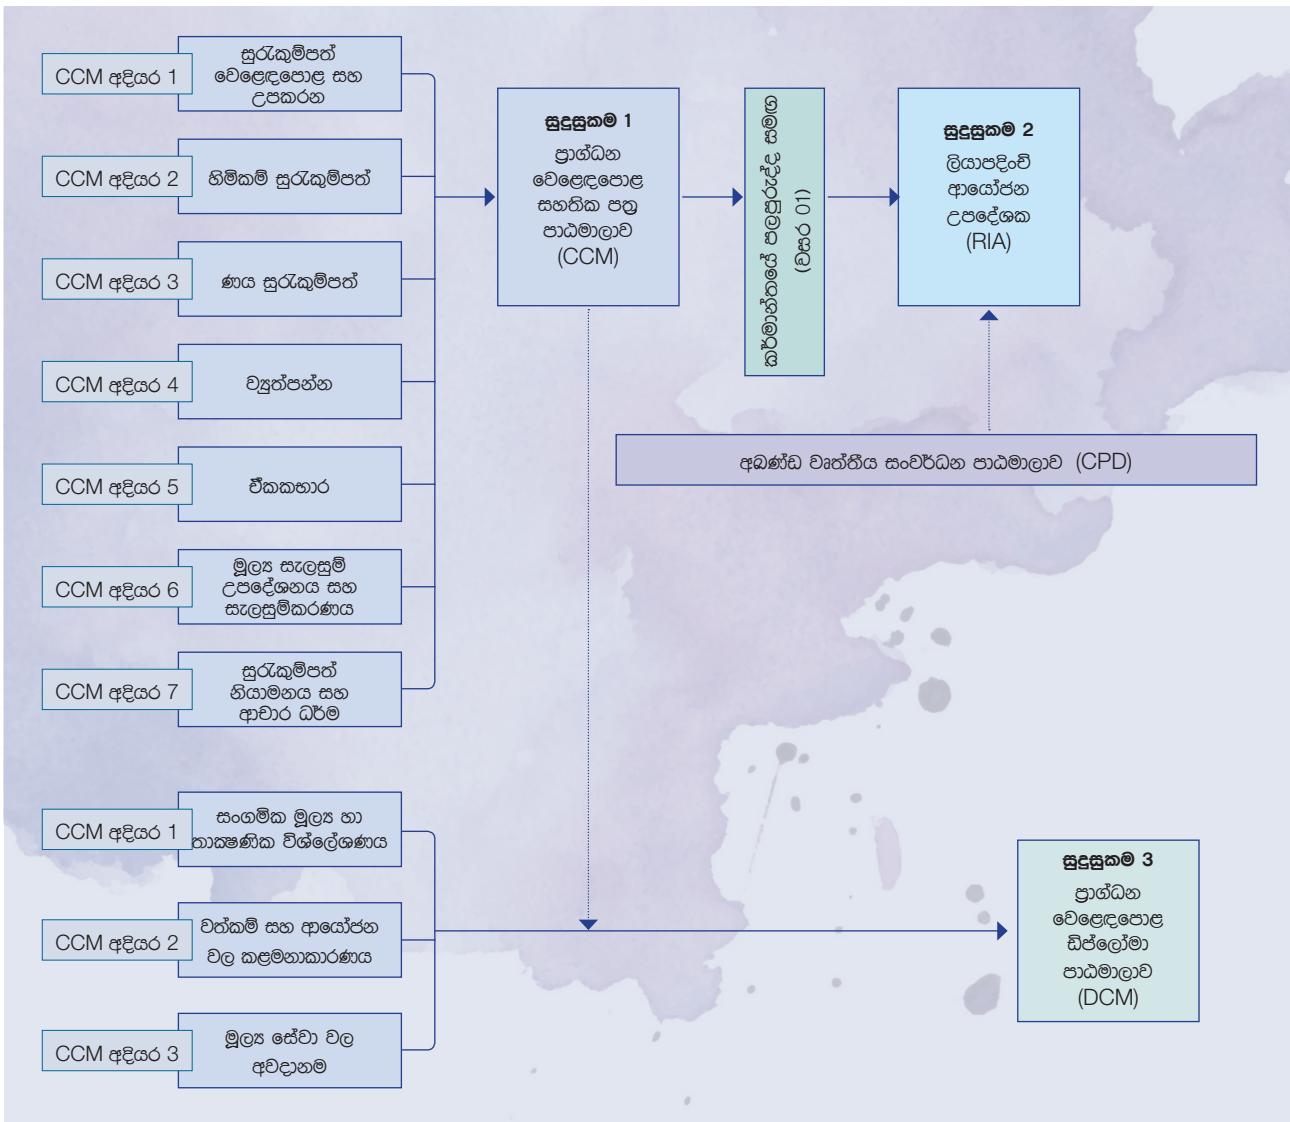 CCM අදියර 1
සුරැකුම්පත්
වෙළෙඳපොළ සහ
උපකරන
CCM අදියර 2
හිමිකම් සුරැකුම්පත්
CCM අදියර 3
ණය සුරැකුම්පත්
CCM අදියර 4
ව්‍යුත්පන්න
CCM අදියර 5
ඒකකභාර
CCM අදියර 6
මූල්‍ය සැලසුම්
උපදේශනය සහ
සැලසුම්කරණය
CCM අදියර 7
සුරැකුම්පත්
නියාමනය සහ
ආචාර ධර්ම
සුදුසුකම 1
ප්‍රාග්ධන
වෙළෙඳපොළ
සහතික පත්‍ර
පාඨමාලාව
(CCM)
කර්මාන්තයේ පලපුරුද්ද සමඟ
(වසර 01)
සුදුසුකම 2
ලියාපදිංචි
ආයෝජන
උපදේශක
(RIA)
අඛණ්ඩ වෘත්තීය සංවර්ධන පාඨමාලාව (CPD)
CCM අදියර 1
සංගමික මූල්‍ය හා
තාක්‍ෂණික විශ්ලේශණය
CCM අදියර 2
වත්කම් සහ ආයෝජන
වල කළමනාකාරණය
CCM අදියර 3
මූල්‍ය සේවා වල
අවදානම
සුදුසුකම 3
ප්‍රාග්ධන
වෙළෙඳපොළ
ඩිප්ලෝමා
පාඨමාලාව
(DCM)